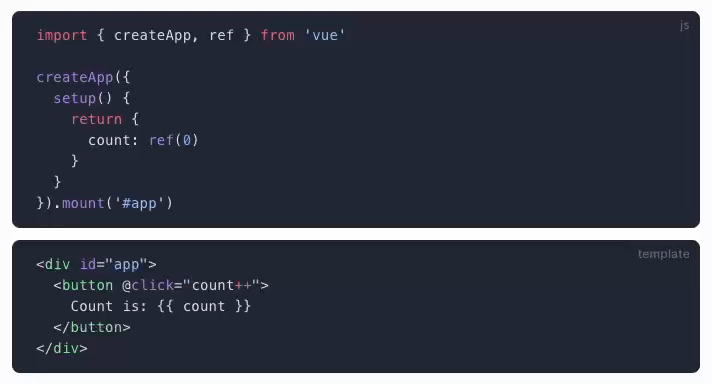 js
import { createApp, ref } from 'vue'

createApp({
  setup() {
    return {
      count: ref(0)
    }
  }
}).mount('#app')
template
<div id="app">
  <button @click="count++">
    Count is: {{ count }}
  </button>
</div>